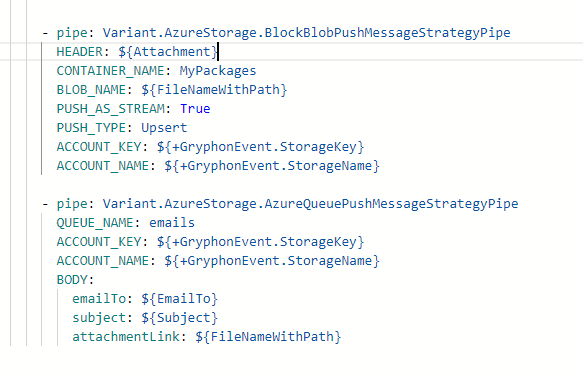 - pipe: Variant.AzureStorage.BlockBlobPushMessageStrategyPipe
HEADER: ${Attachment}
CONTAINER_NAME: MyPackages
BLOB_NAME: ${FileNameWithPath}
PUSH_AS_STREAM: True
PUSH_TYPE: Upsert
ACCOUNT_KEY: ${+GryphonEvent.StorageKey}
ACCOUNT_NAME: ${+GryphonEvent.StorageName}
- pipe: Variant.AzureStorage.AzureQueuePushMessageStrategyPipe
QUEUE_NAME: emails
ACCOUNT_KEY: ${+GryphonEvent.StorageKey}
ACCOUNT_NAME: ${+GryphonEvent.StorageName}
BODY:
emailTo: ${EmailTo}
subject: ${Subject}
attachmentLink: ${FileNameWithPath}